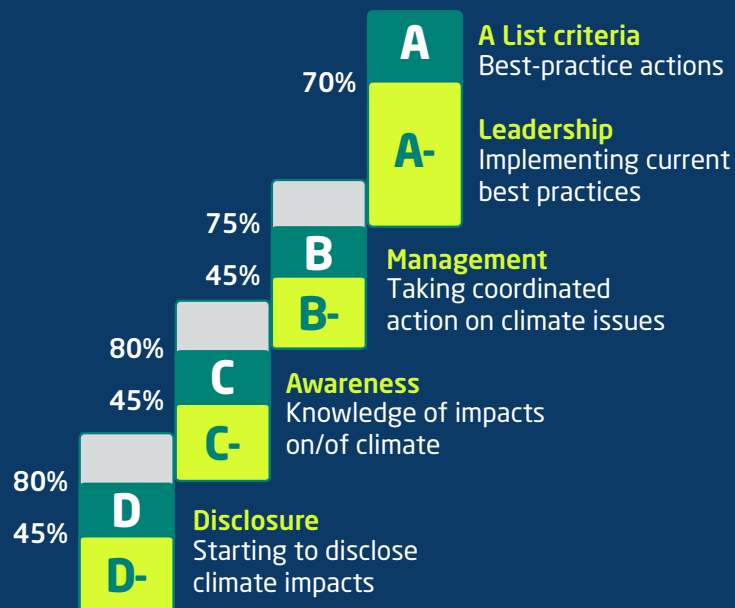 A
A List criteria
Best-practice actions
70%
A-
Leadership
Implementing current
best practices
75%
B
45%
B-
Management
Taking coordinated
action on climate issues
80%
C
45%
C-
Awareness
Knowledge of impacts
on/of climate
80%
D
45%
D-
Disclosure
Starting to disclose
climate impacts